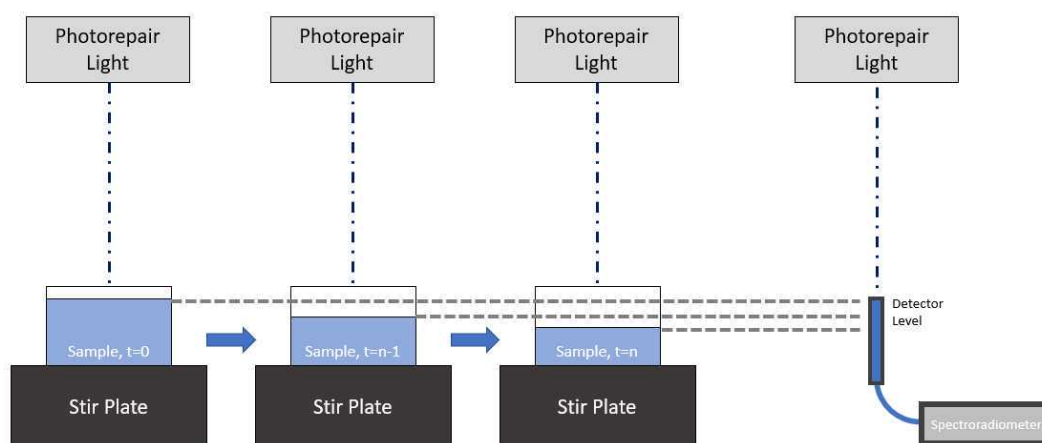 Photorepair
Light
Photorepair
Light
Photorepair
Light
Photorepair
Light
Detector
Level
Sample, t=0
Sample, t=n-1
Sample, t=n
Stir Plate
Stir Plate
Stir Plate
Spectroradiometer